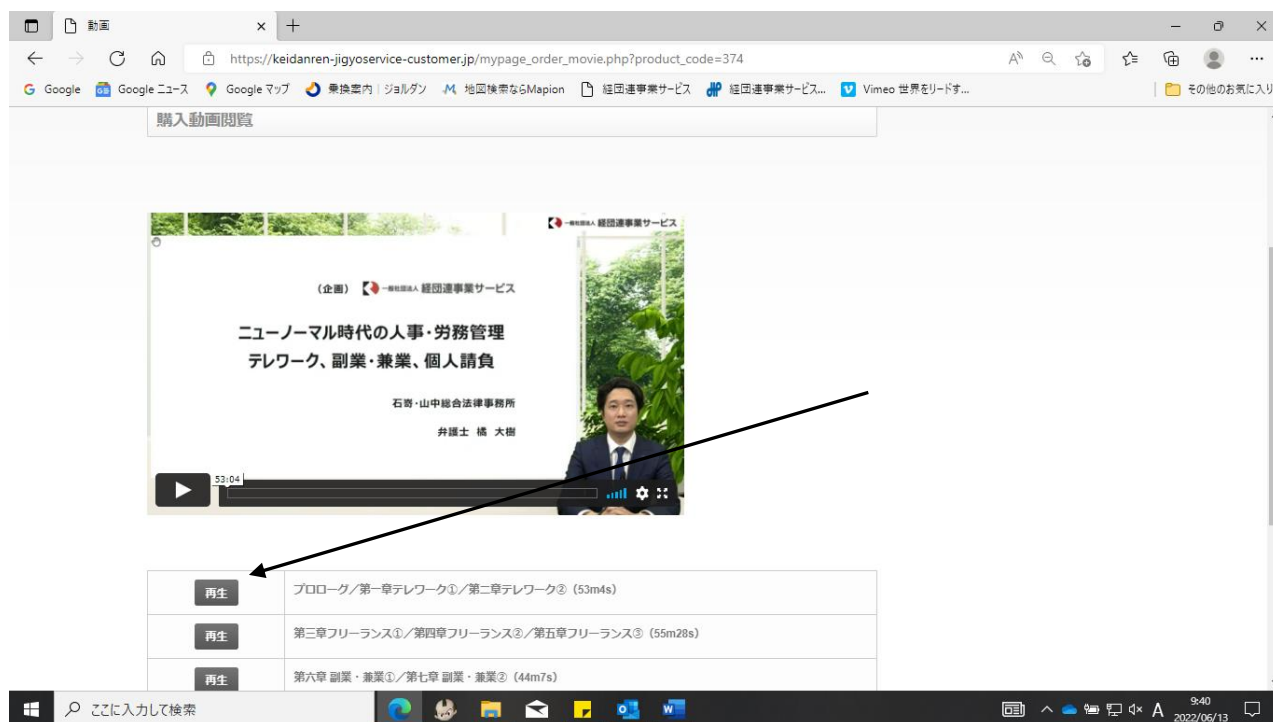 動画
https://keidanren-jigyoservice-customer.jp/mypage_order_movie.php?product_code=374
Google Google ニュース Google マップ 乗換案内｜ジョルダン 地図検索ならMapion 経団連事業サービス 経団連事業サービス... Vimeo 世界をリードす... その他のお気に入り
購入動画閲覧
一般社団法人 経団連事業サービス
(企画) 一般社団法人 経団連事業サービス
ニューノーマル時代の人事・労務管理
テレワーク、副業・兼業、個人請負
石嵜・山中総合法律事務所
弁護士 橘 大樹
53:04
再生 プロローグ／第一章テレワーク①／第二章テレワーク② (53m4s)
再生 第三章フリーランス①／第四章フリーランス②／第五章フリーランス③ (55m28s)
再生 第六章 副業・兼業①／第七章 副業・兼業② (44m7s)
ここに入力して検索
A 9:40
2022/06/13